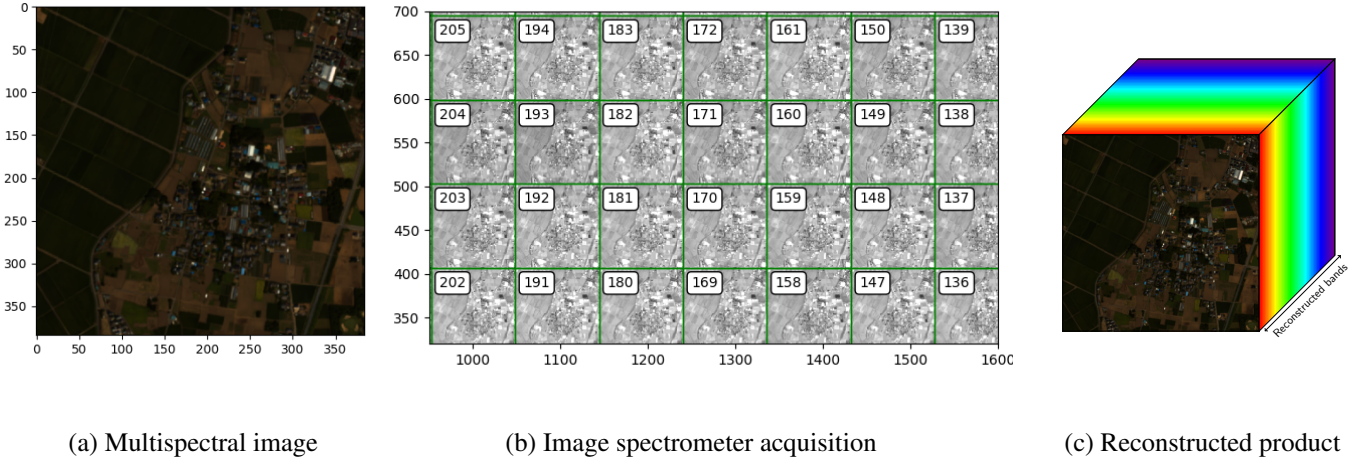 0
50
100
150
200
250
300
350
0 50 100 150 200 250 300 350
700
650
600
550
500
450
400
350
205 194 183 172 161 150 139
204 193 182 171 160 149 138
203 192 181 170 159 148 137
202 191 180 169 158 147 136
1000 1100 1200 1300 1400 1500 1600
Reconstructed bands
(a) Multispectral image
(b) Image spectrometer acquisition
(c) Reconstructed product